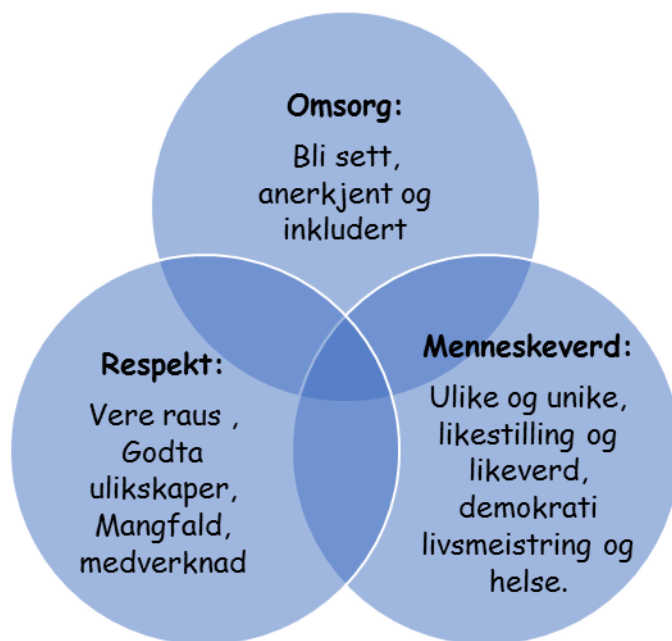 Omsorg:
Bli sett,
anerkjent og
inkludert
Respekt:
Vere raus ,
Godta
ulikskaper,
Mangfald,
medverknad
Menneskeverd:
Ulike og unike,
likestilling og
likeverd,
demokrati
livsmeistring og
helse.